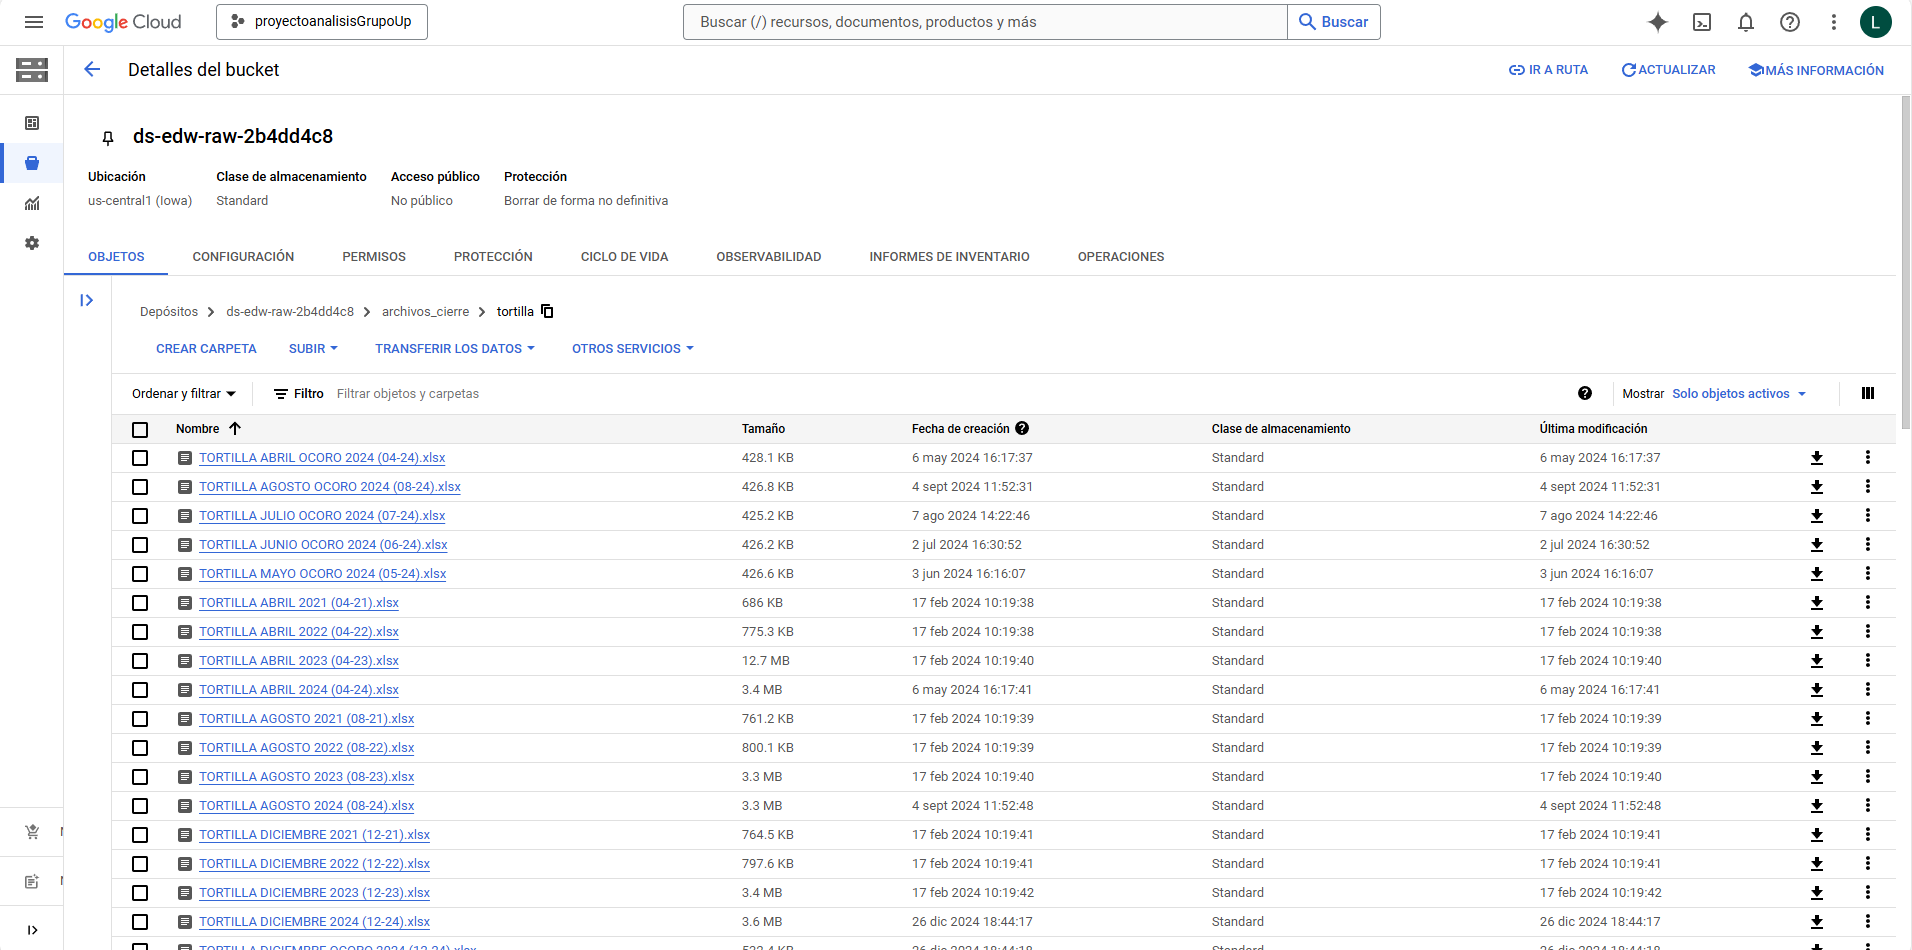 Google Cloud
proyectoanalisisGrupoUp
Buscar (/) recursos, documentos, productos y más
Buscar
L
Detalles del bucket
IR A RUTA
ACTUALIZAR
MÁS INFORMACIÓN
ds-edw-raw-2b4dd4c8
Ubicación Clase de almacenamiento Acceso público Protección
us-central1 (Iowa) Standard No público Borrar de forma no definitiva
OBJETOS CONFIGURACIÓN PERMISOS PROTECCIÓN CICLO DE VIDA OBSERVABILIDAD INFORMES DE INVENTARIO OPERACIONES
Depósitos ds-edw-raw-2b4dd4c8 archivos_cierre tortilla
CREAR CARPETA SUBIR TRANSFERIR LOS DATOS OTROS SERVICIOS
Ordenar y filtrar Filtro Filtrar objetos y carpetas Mostrar Solo objetos activos
Nombre Tamaño Fecha de creación Clase de almacenamiento Última modificación
TORTILLA ABRIL OCORO 2024 (04-24).xlsx 428.1 KB 6 may 2024 16:17:37 Standard 6 may 2024 16:17:37
TORTILLA AGOSTO OCORO 2024 (08-24).xlsx 426.8 KB 4 sept 2024 11:52:31 Standard 4 sept 2024 11:52:31
TORTILLA JULIO OCORO 2024 (07-24).xlsx 425.2 KB 7 ago 2024 14:22:46 Standard 7 ago 2024 14:22:46
TORTILLA JUNIO OCORO 2024 (06-24).xlsx 426.2 KB 2 jul 2024 16:30:52 Standard 2 jul 2024 16:30:52
TORTILLA MAYO OCORO 2024 (05-24).xlsx 426.6 KB 3 jun 2024 16:16:07 Standard 3 jun 2024 16:16:07
TORTILLA ABRIL 2021 (04-21).xlsx 686 KB 17 feb 2024 10:19:38 Standard 17 feb 2024 10:19:38
TORTILLA ABRIL 2022 (04-22).xlsx 775.3 KB 17 feb 2024 10:19:38 Standard 17 feb 2024 10:19:38
TORTILLA ABRIL 2023 (04-23).xlsx 12.7 MB 17 feb 2024 10:19:40 Standard 17 feb 2024 10:19:40
TORTILLA ABRIL 2024 (04-24).xlsx 3.4 MB 6 may 2024 16:17:41 Standard 6 may 2024 16:17:41
TORTILLA AGOSTO 2021 (08-21).xlsx 761.2 KB 17 feb 2024 10:19:39 Standard 17 feb 2024 10:19:39
TORTILLA AGOSTO 2022 (08-22).xlsx 800.1 KB 17 feb 2024 10:19:39 Standard 17 feb 2024 10:19:39
TORTILLA AGOSTO 2023 (08-23).xlsx 3.3 MB 17 feb 2024 10:19:40 Standard 17 feb 2024 10:19:40
TORTILLA AGOSTO 2024 (08-24).xlsx 3.3 MB 4 sept 2024 11:52:48 Standard 4 sept 2024 11:52:48
TORTILLA DICIEMBRE 2021 (12-21).xlsx 764.5 KB 17 feb 2024 10:19:41 Standard 17 feb 2024 10:19:41
TORTILLA DICIEMBRE 2022 (12-22).xlsx 797.6 KB 17 feb 2024 10:19:41 Standard 17 feb 2024 10:19:41
TORTILLA DICIEMBRE 2023 (12-23).xlsx 3.4 MB 17 feb 2024 10:19:42 Standard 17 feb 2024 10:19:42
TORTILLA DICIEMBRE 2024 (12-24).xlsx 3.6 MB 26 dic 2024 18:44:17 Standard 26 dic 2024 18:44:17
TORTILLA DICIEMBRE OCORO 2024 (12-24).xlsx 26 dic 2024 18:44:18 Standard 26 dic 2024 18:44:18